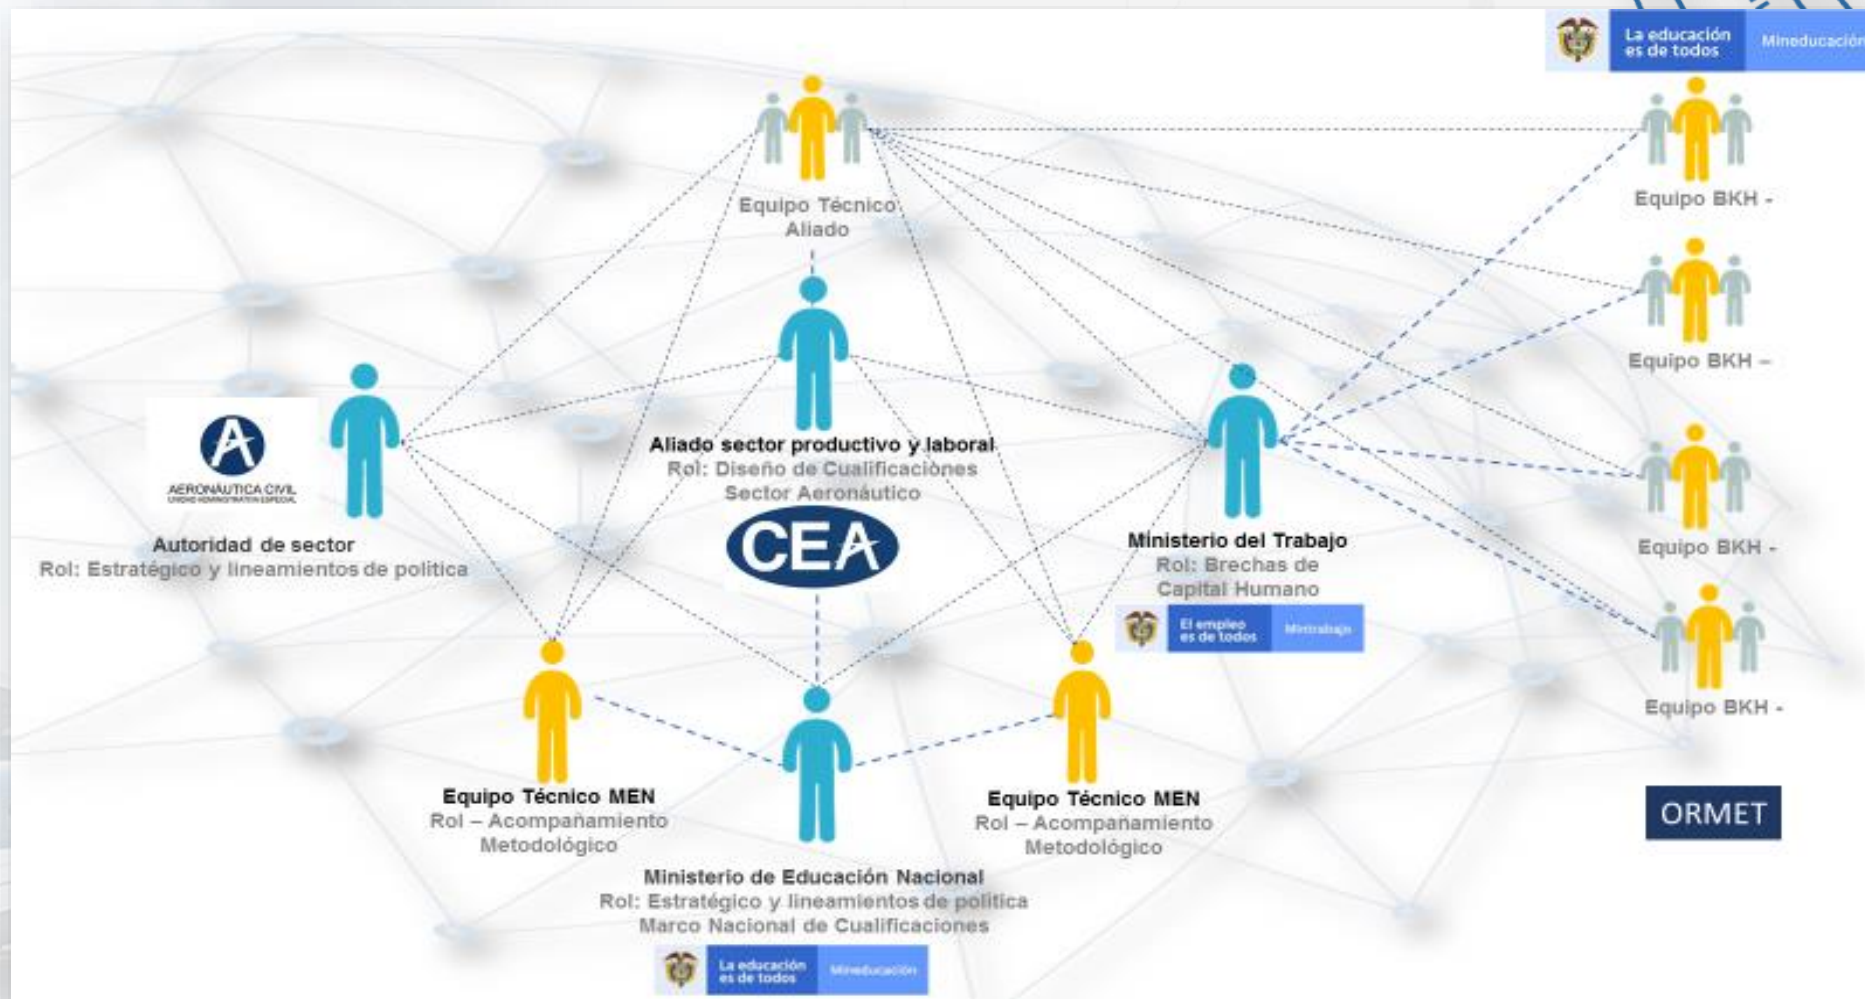 La educación
es de todos
Mineducación
Equipo Técnico
Aliado
Equipo BKH -
Equipo BKH –
Equipo BKH -
Equipo BKH -
ORMET
AERONÁUTICA CIVIL
UNIDAD ADMINISTRATIVA ESPECIAL
Autoridad de sector
Rol: Estratégico y lineamientos de política
Aliado sector productivo y laboral
Rol: Diseño de Cualificaciones
Sector Aeronáutico
CEA
Ministerio del Trabajo
Rol: Brechas de
Capital Humano
El empleo
es de todos
Mintrabajo
Equipo Técnico MEN
Rol – Acompañamiento
Metodológico
Equipo Técnico MEN
Rol – Acompañamiento
Metodológico
Ministerio de Educación Nacional
Rol: Estratégico y lineamientos de política
Marco Nacional de Cualificaciones
La educación
es de todos
Mineducación